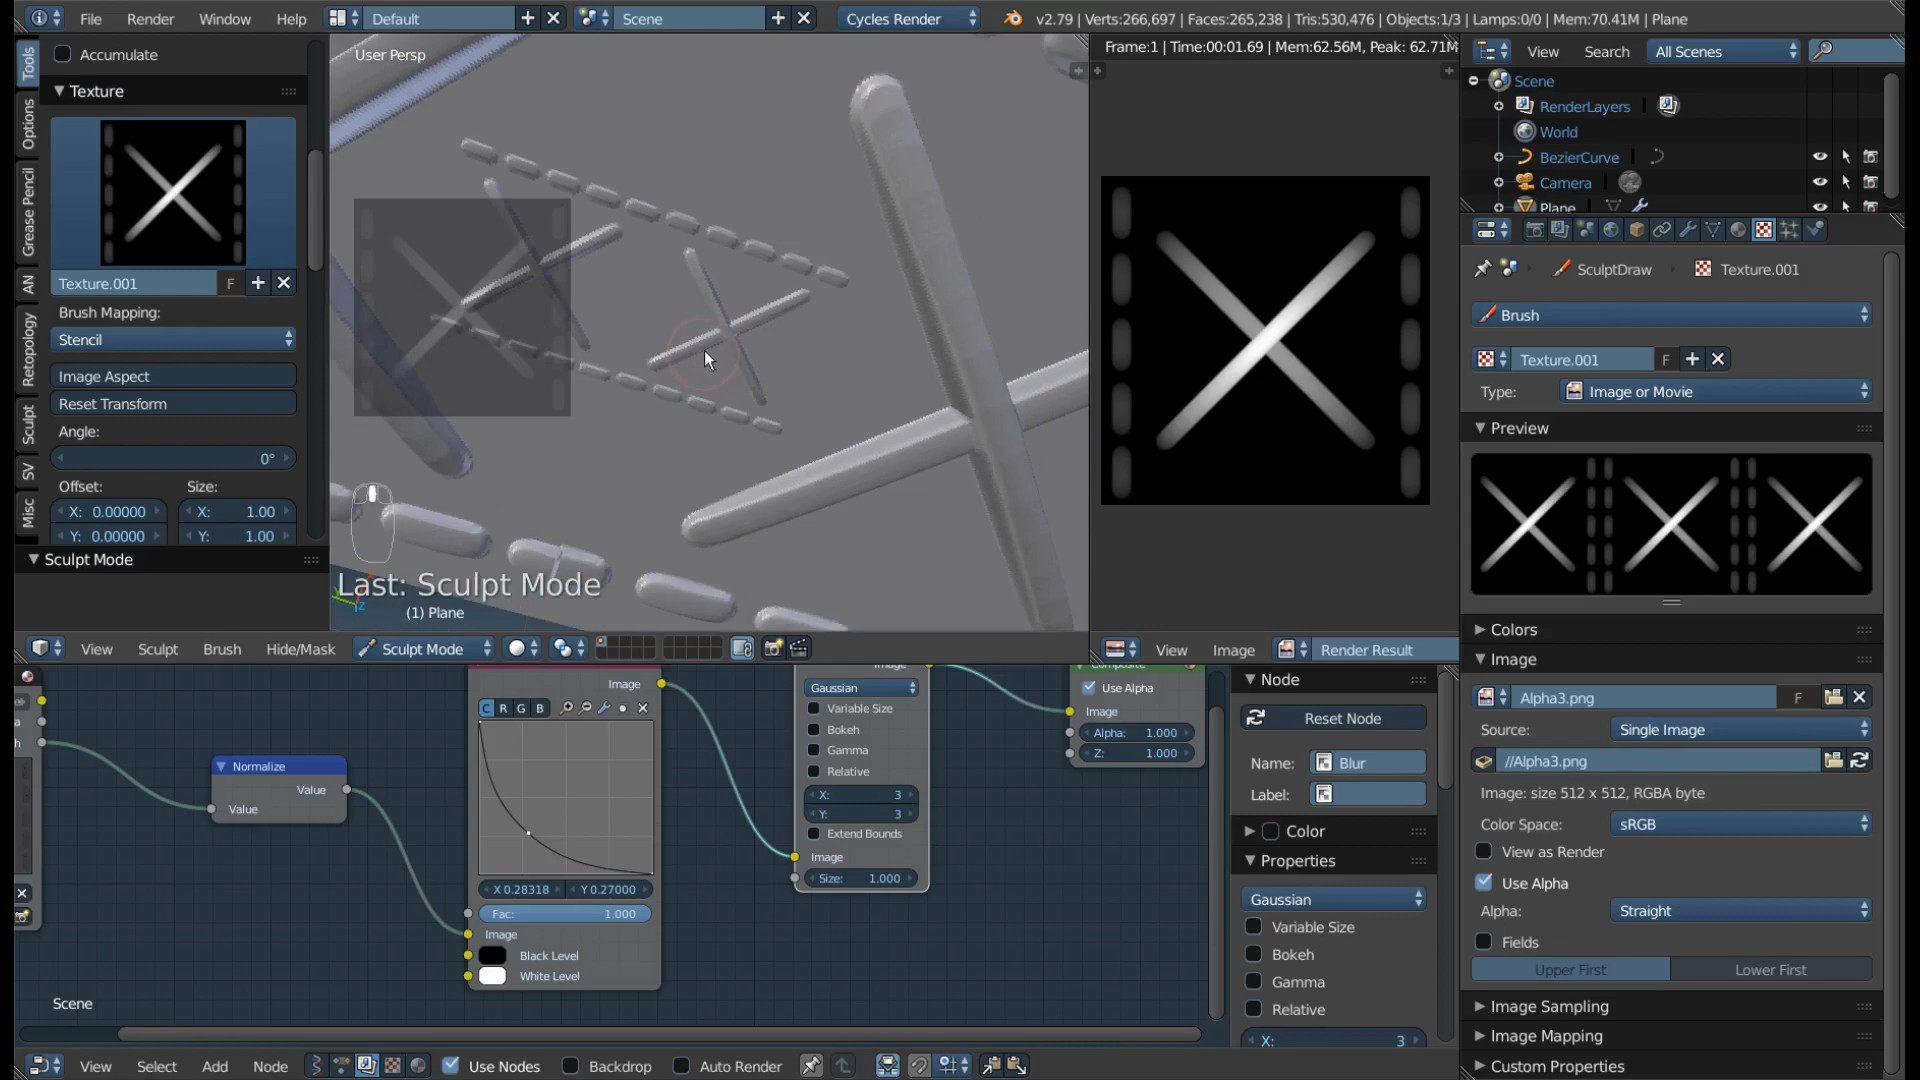 File Render Window Help Default Scene Cycles Render v2.79 | Verts:266,697 | Faces:265,238 | Tris:530,476 | Objects:1/3 | Lamps:0/0 | Mem:70.41M | Plane
Tools
Options
Grease Pencil
AN
Retopology
Sculpt
SV
Misc
Accumulate
Texture
Texture.001 F
Brush Mapping:
Stencil
Image Aspect
Reset Transform
Angle:
0°
Offset: Size:
X: 0.00000 X: 1.00
Y: 0.00000 Y: 1.00
Sculpt Mode
User Persp
Last: Sculpt Mode
(1) Plane
View Sculpt Brush Hide/Mask Sculpt Mode
Frame:1 | Time:00:01.69 | Mem:62.56M, Peak: 62.71M
View Image Render Result
View Search All Scenes
Scene
RenderLayers
World
BezierCurve
Camera
Plane
SculptDraw Texture.001
Brush
Texture.001 F
Type: Image or Movie
Preview
Colors
Image
Alpha3.png F
Source: Single Image
//Alpha3.png
Image: size 512 x 512, RGBA byte
Color Space: sRGB
View as Render
Use Alpha
Alpha: Straight
Fields
Upper First Lower First
Image Sampling
Image Mapping
Custom Properties
Normalize
Value
Value
Image
C R G B
X 0.28318 Y 0.27000
Fac: 1.000
Image
Black Level
White Level
Image
Gaussian
Variable Size
Bokeh
Gamma
Relative
X: 3
Y: 3
Extend Bounds
Image
Size: 1.000
Composite
Use Alpha
Image
Alpha: 1.000
Z: 1.000
Node
Reset Node
Name: Blur
Label:
Color
Properties
Gaussian
Variable Size
Bokeh
Gamma
Relative
X: 3
Scene
View Select Add Node Use Nodes Backdrop Auto Render